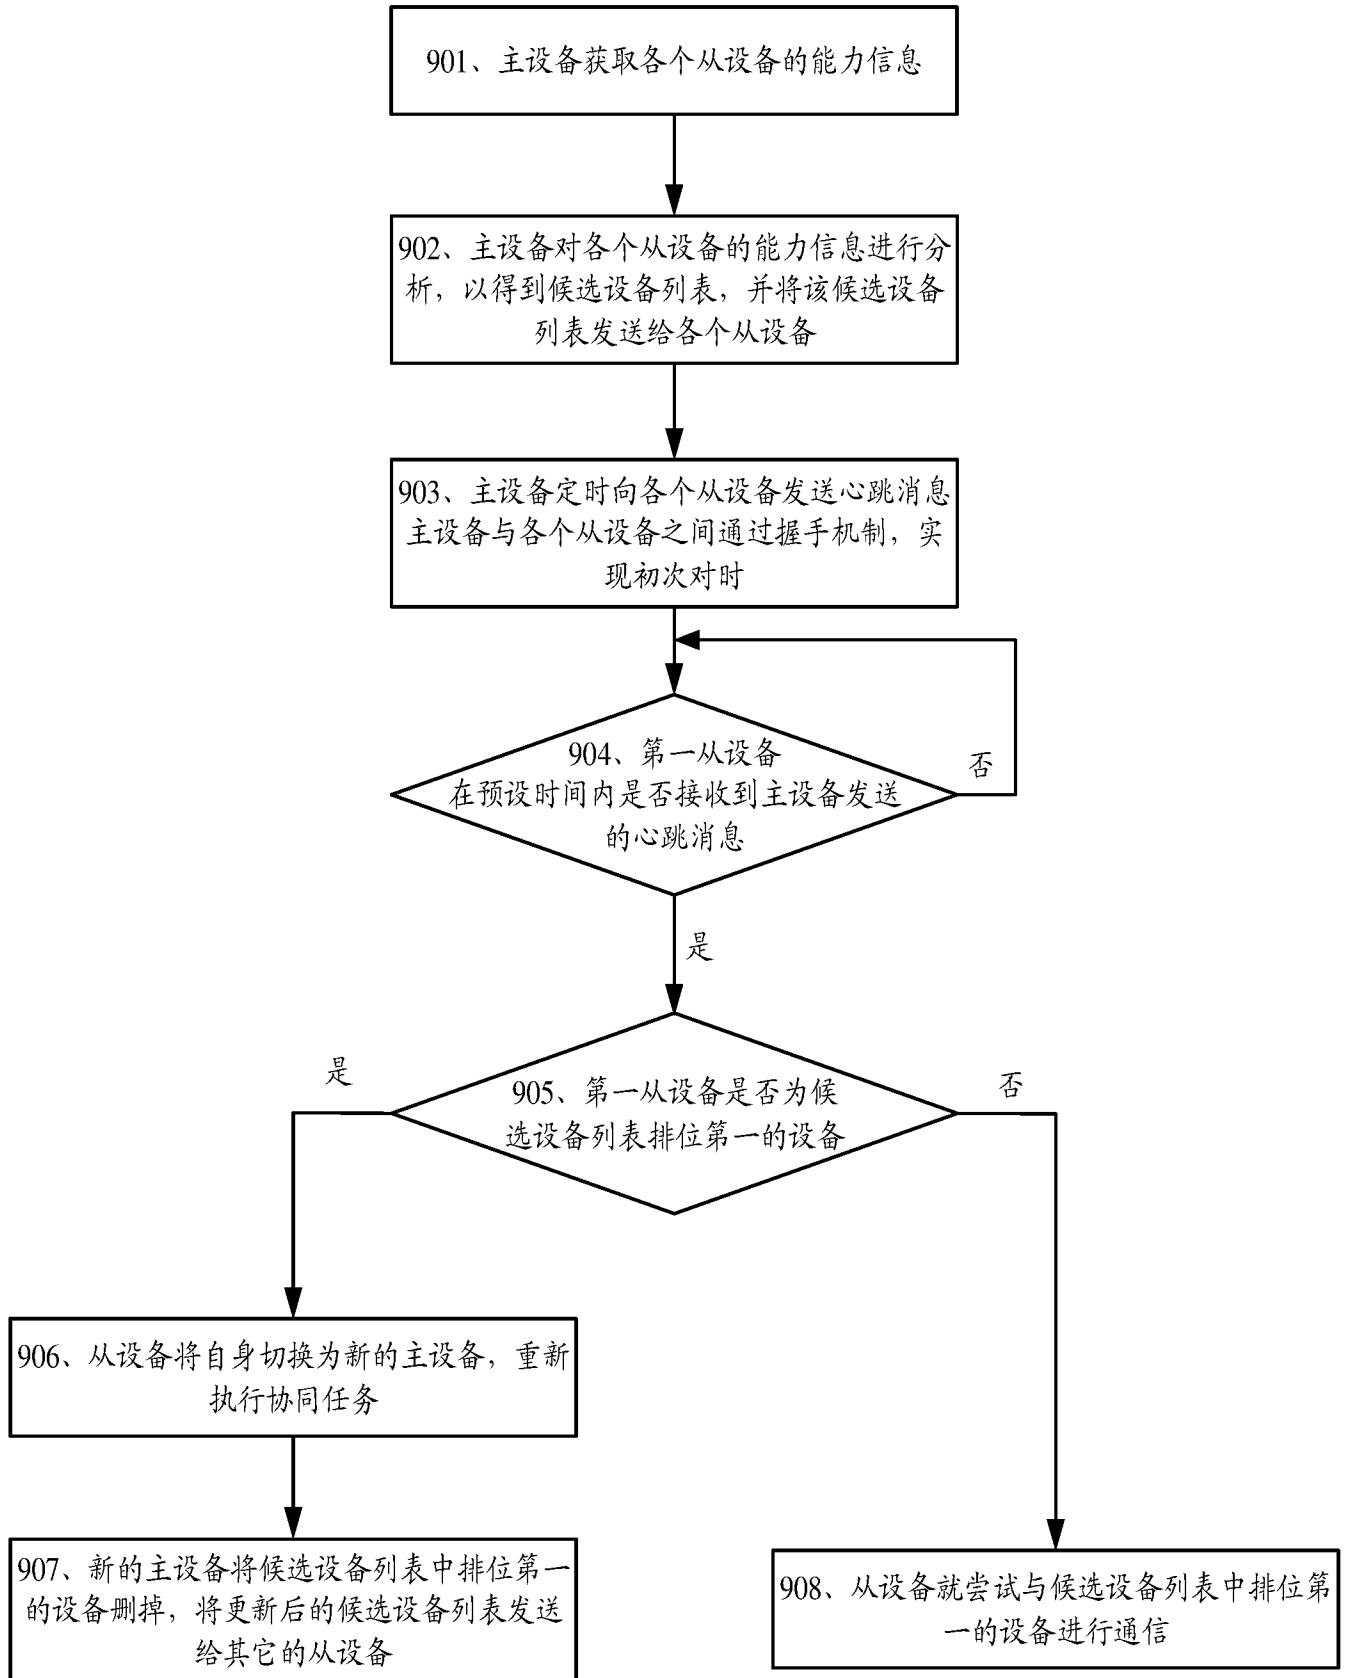 901、主设备获取各个从设备的能力信息
902、主设备对各个从设备的能力信息进行分
析，以得到候选设备列表，并将该候选设备
列表发送给各个从设备
903、主设备定时向各个从设备发送心跳消息
主设备与各个从设备之间通过握手机制，实
现初次对时
904、第一从设备
在预设时间内是否接收到主设备发送
的心跳消息
否
是
905、第一从设备是否为候
选设备列表排位第一的设备
是
否
906、从设备将自身切换为新的主设备，重新
执行协同任务
907、新的主设备将候选设备列表中排位第一
的设备删掉，将更新后的候选设备列表发送
给其它的从设备
908、从设备就尝试与候选设备列表中排位第
一的设备进行通信